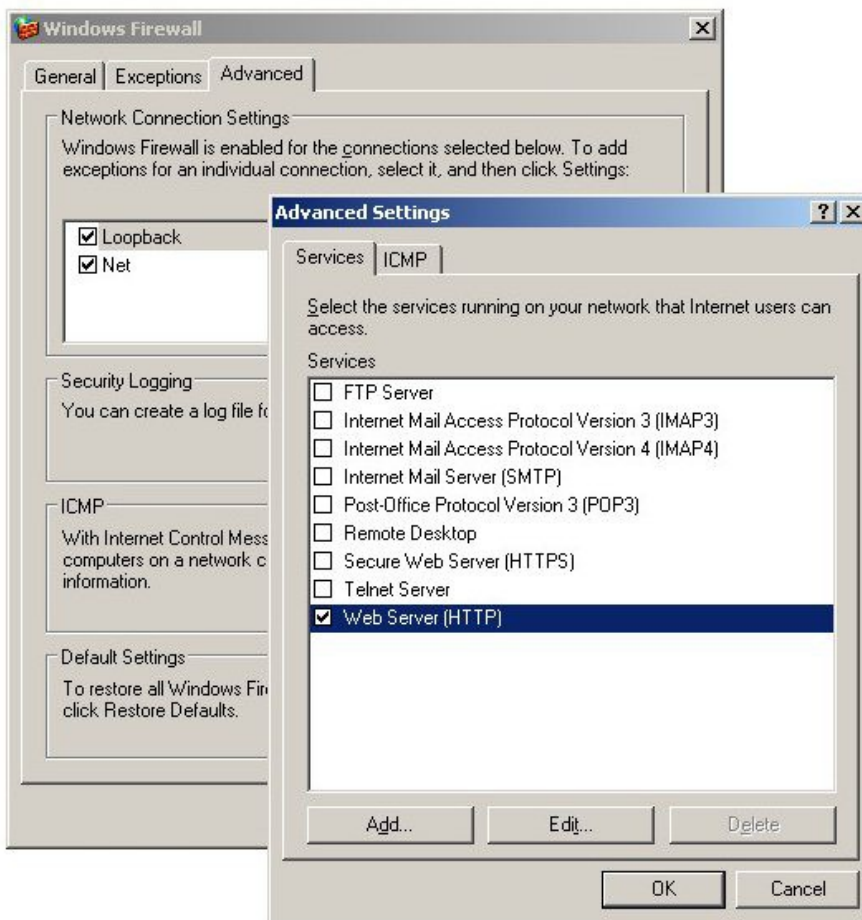 Windows Firewall
General
Exceptions
Advanced
Network Connection Settings
Windows Firewall is enabled for the connections selected below. To add
exceptions for an individual connection, select it, and then click Settings:
Loopback
Net
Security Logging
You can create a log file
ICMP
With Internet Control
computers on a network
information.
Default Settings
To restore all Windows
click Restore Defaults.
Advanced Settings
Services
ICMP
Select the services running on your network that Internet users can
access.
Services
FTP Server
Internet Mail Access Protocol Version 3 (IMAP3)
Internet Mail Access Protocol Version 4 (IMAP4)
Internet Mail Server (SMTP)
Post-Office Protocol Version 3 (POP3)
Remote Desktop
Secure Web Server (HTTPS)
Telnet Server
Web Server (HTTP)
Add...
Edit...
Delete
OK
Cancel